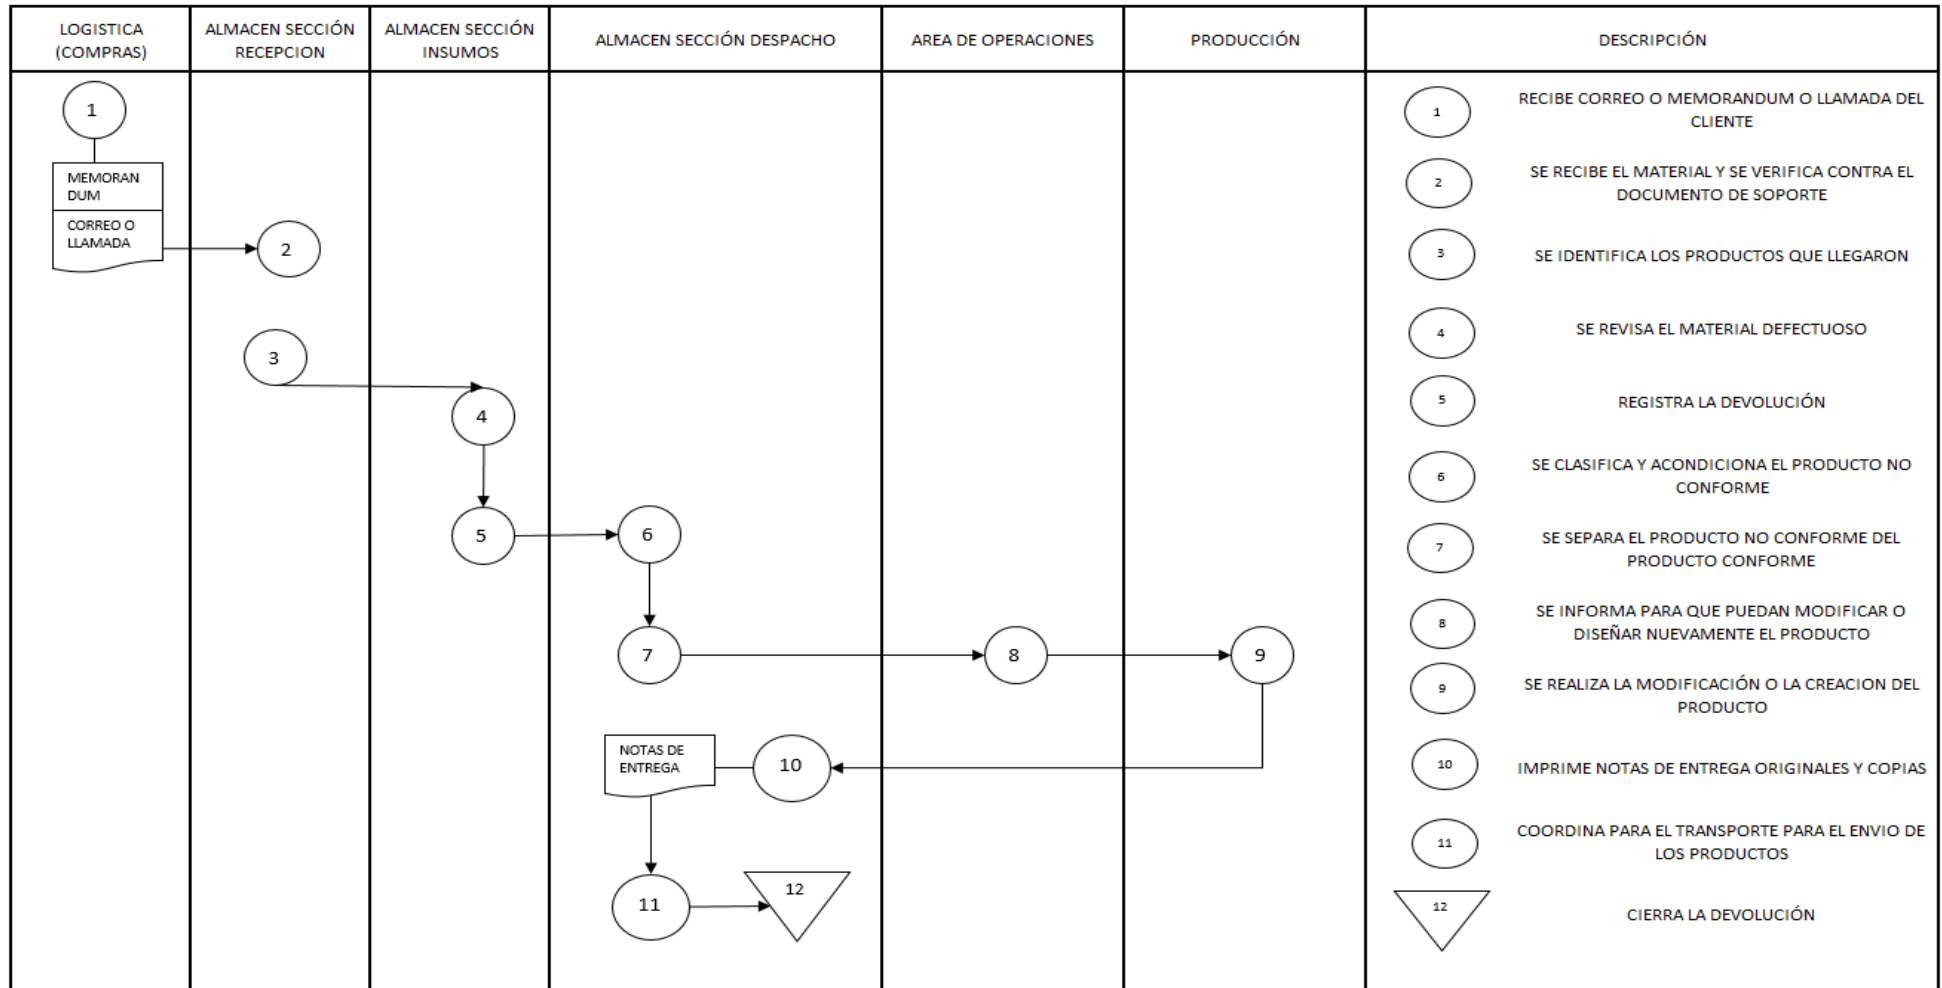 LOGISTICA
(COMPRAS)
ALMACEN SECCIÓN
RECEPCION
ALMACEN SECCIÓN
INSUMOS
ALMACEN SECCIÓN DESPACHO
AREA DE OPERACIONES
PRODUCCIÓN
DESCRIPCIÓN
1
MEMORAN
DUM
CORREO O
LLAMADA
2
3
4
5
6
7
8
9
10
NOTAS DE
ENTREGA
11
12
1
RECIBE CORREO O MEMORANDUM O LLAMADA DEL
CLIENTE
2
SE RECIBE EL MATERIAL Y SE VERIFICA CONTRA EL
DOCUMENTO DE SOPORTE
3
SE IDENTIFICA LOS PRODUCTOS QUE LLEGARON
4
SE REVISA EL MATERIAL DEFECTUOSO
5
REGISTRA LA DEVOLUCIÓN
6
SE CLASIFICA Y ACONDICIONA EL PRODUCTO NO
CONFORME
7
SE SEPARA EL PRODUCTO NO CONFORME DEL
PRODUCTO CONFORME
8
SE INFORMA PARA QUE PUEDAN MODIFICAR O
DISEÑAR NUEVAMENTE EL PRODUCTO
9
SE REALIZA LA MODIFICACIÓN O LA CREACION DEL
PRODUCTO
10
IMPRIME NOTAS DE ENTREGA ORIGINALES Y COPIAS
11
COORDINA PARA EL TRANSPORTE PARA EL ENVIO DE
LOS PRODUCTOS
12
CIERRA LA DEVOLUCIÓN